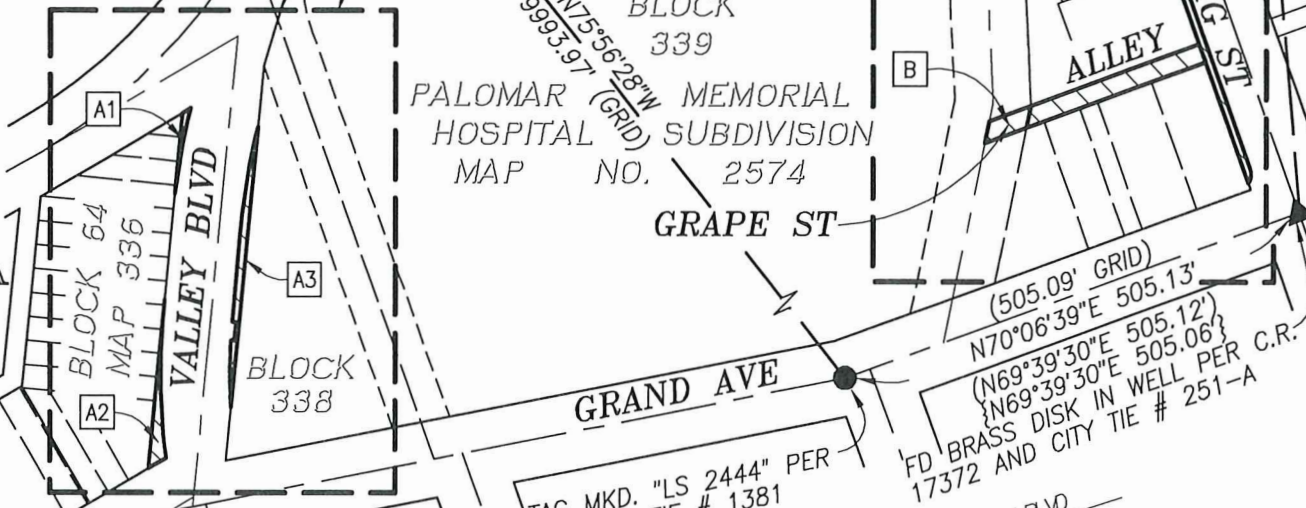 BLOCK
339
N75°56'28"W
9993.97' (GRID)
PALOMAR MEMORIAL
HOSPITAL SUBDIVISION
MAP NO. 2574
ALLEY
G ST
B
A1
VALLEY BLVD
BLOCK 64
MAP 336
GRAPE ST
A3
BLOCK
338
A2
GRAND AVE
(505.09' GRID)
N70°06'39"E 505.13'
(N69°39'30"E 505.12')
{N69°39'30"E 505.06'}
FD BRASS DISK IN WELL PER C.R.
17372 AND CITY TIE # 251-A
TAG MKD. "LS 2444" PER
# 1381